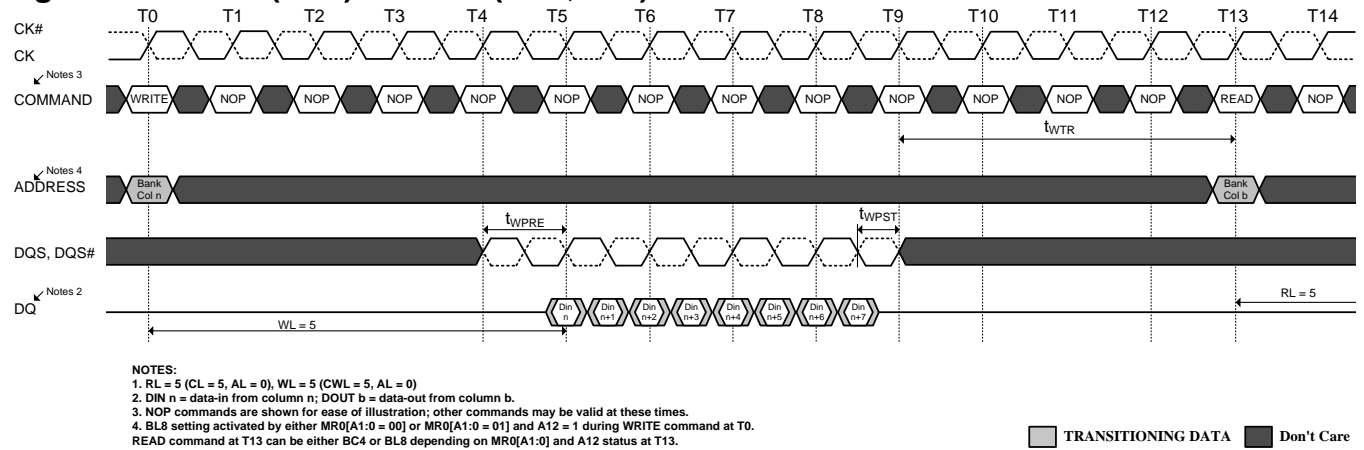 T0 T1 T2 T3 T4 T5 T6 T7 T8 T9 T10 T11 T12 T13 T14
CK#
CK
Notes 3
COMMAND WRITE NOP NOP NOP NOP NOP NOP NOP NOP NOP NOP NOP NOP READ NOP
tWTR
Notes 4
ADDRESS Bank Col n Bank Col b
tWPRE tWPST
DQS, DQS#
Notes 2
DQ Din n Din n+1 Din n+2 Din n+3 Din n+4 Din n+5 Din n+6 Din n+7
RL = 5
WL = 5
NOTES:
1. RL = 5 (CL = 5, AL = 0), WL = 5 (CWL = 5, AL = 0)
2. DIN n = data-in from column n; DOUT b = data-out from column b.
3. NOP commands are shown for ease of illustration; other commands may be valid at these times.
4. BL8 setting activated by either MR0[A1:0 = 00] or MR0[A1:0 = 01] and A12 = 1 during WRITE command at T0.
READ command at T13 can be either BC4 or BL8 depending on MR0[A1:0] and A12 status at T13.
TRANSITIONING DATA Don't Care